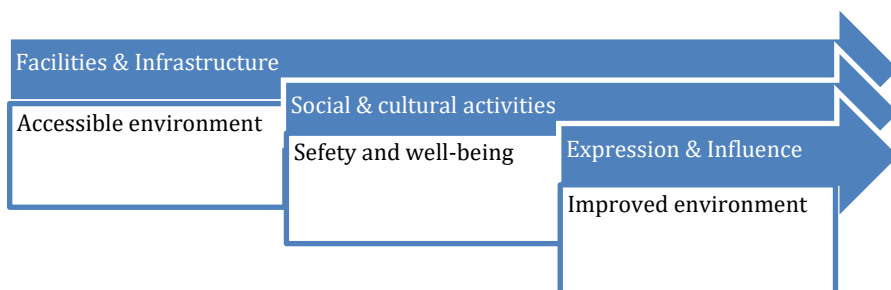 Facilities & Infrastructure
Accessible environment
Social & cultural activities
Sefety and well-being
Expression & Influence
Improved environment